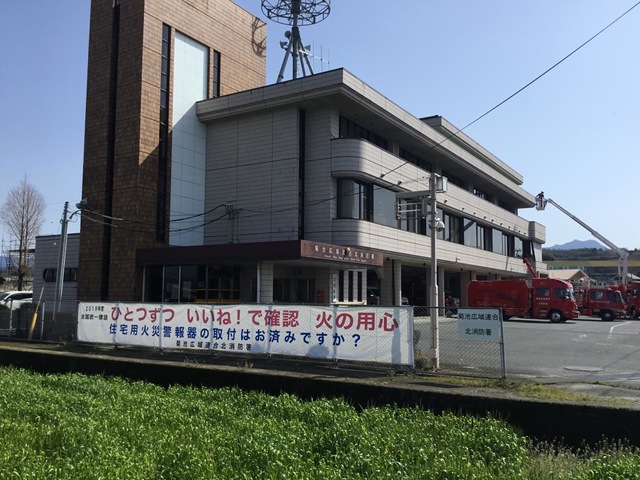 2019年度
全国統一標語
ひとつずつ いいね!で確認 火の用心
住宅用火災警報器の取付はお済みですか?
菊池広域連合北消防署
菊池広域連合
北消防署